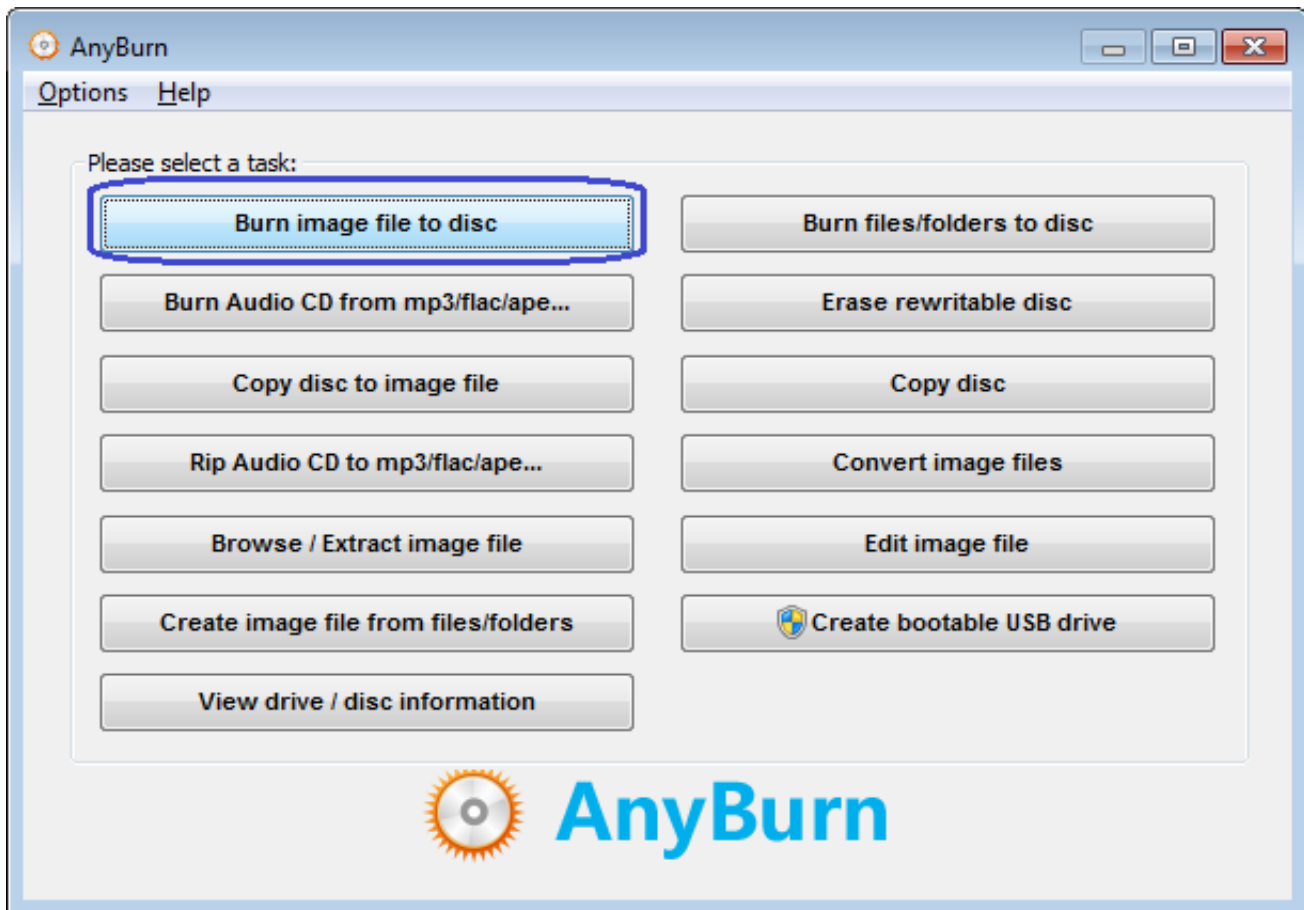 AnyBurn
Options Help
Please select a task:
Burn image file to disc
Burn files/folders to disc
Burn Audio CD from mp3/flac/ape...
Erase rewritable disc
Copy disc to image file
Copy disc
Rip Audio CD to mp3/flac/ape...
Convert image files
Browse / Extract image file
Edit image file
Create image file from files/folders
Create bootable USB drive
View drive / disc information
AnyBurn